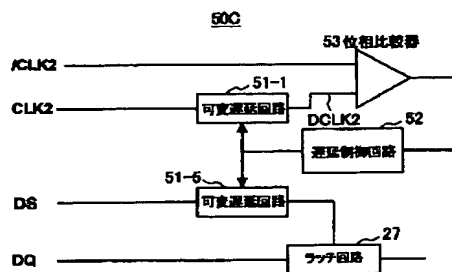 50C
53 位相比較器
/CLK2
51-1
CLK2
可変遅延回路
DCLK2
52
遅延制御回路
51-5
DS
可変遅延回路
27
DQ
ラッチ回路